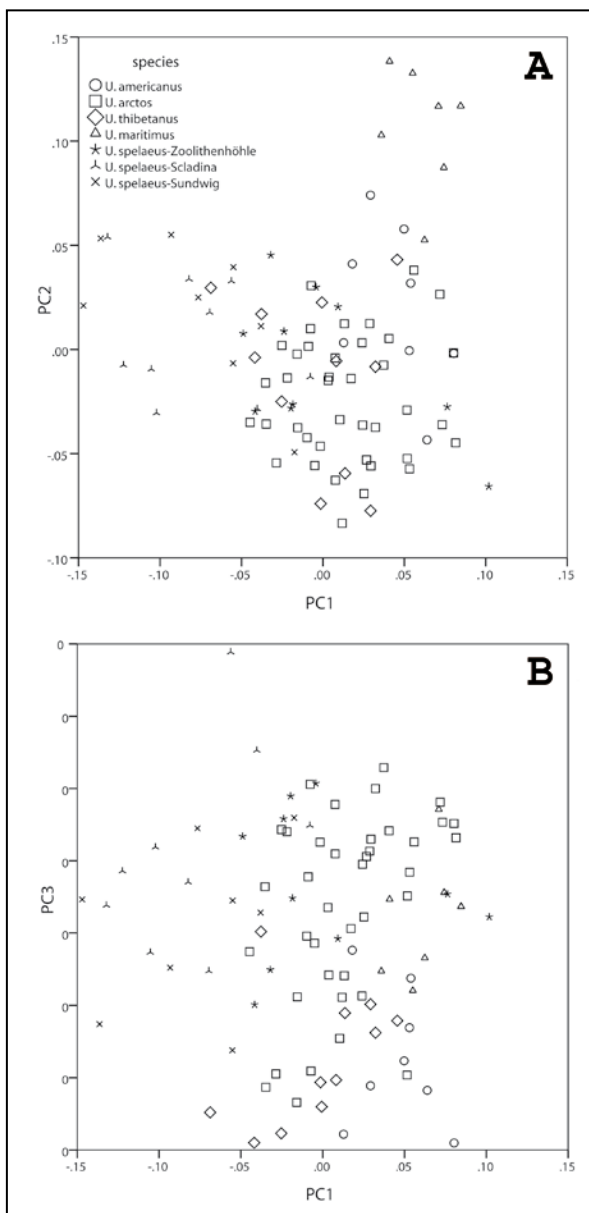 A
species
U. americanus
U. arctos
U. thibetanus
U. maritimus
U. spelaeus-Zoolithenhöhle
U. spelaeus-Scladina
U. spelaeus-Sundwig
.15
.10
.05
.00
-.05
-.10
PC2
-.15 -.10 -.05 .00 .05 .10 .15
PC1
B
0
0
0
0
0
0
0
0
PC3
-.15 -.10 -.05 .00 .05 .10 .15
PC1